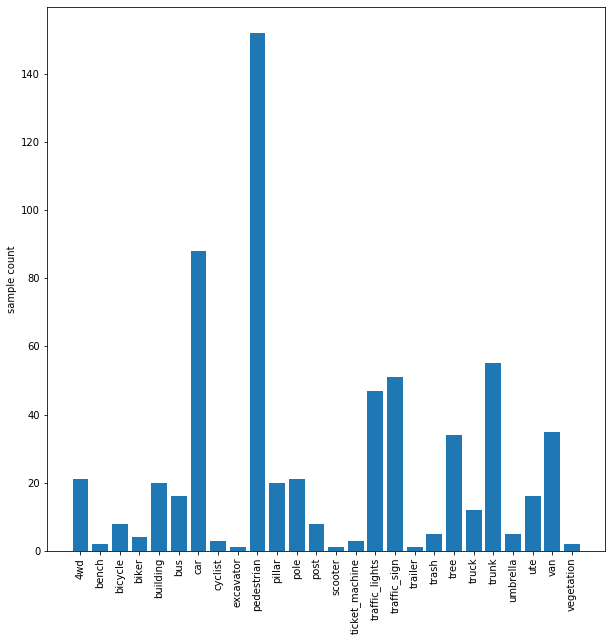 140
120
100
80
60
40
20
0
sample count
4wd
bench
bicycle
biker
building
bus
car
cyclist
excavator
pedestrian
pillar
pole
post
scooter
ticket_machine
traffic_lights
traffic_sign
trailer
trash
tree
truck
trunk
umbrella
ute
van
vegetation